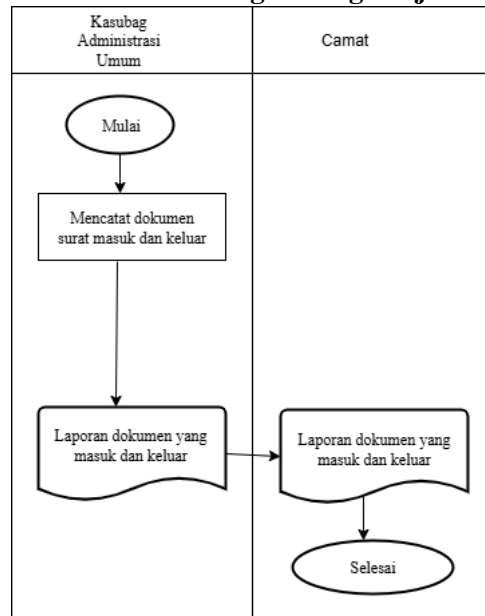 Kasubag
Administrasi
Umum
Camat
Mulai
Mencatat dokumen
surat masuk dan keluar
Laporan dokumen yang
masuk dan keluar
Laporan dokumen yang
masuk dan keluar
Selesai